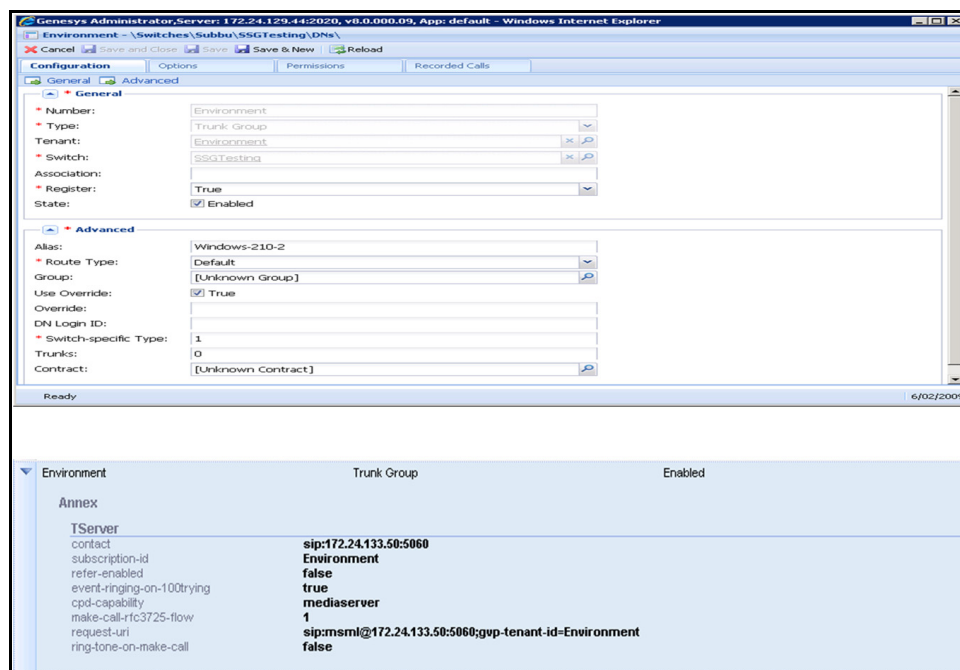 Genesys Administrator,Server: 172.24.129.44:2020, v8.0.000.09, App: default - Windows Internet Explorer
Environment - \Switches\Subbu\SSGTesting\DNs\
Cancel Save and Close Save Save & New Reload
Configuration Options Permissions Recorded Calls
General Advanced
* General
* Number: Environment
* Type: Trunk Group
Tenant: Environment
* Switch: SSGTesting
Association:
* Register: True
State: Enabled
* Advanced
Alias: Windows-210-2
* Route Type: Default
Group: [Unknown Group]
Use Override: True
Override:
DN Login ID:
* Switch-specific Type: 1
Trunks: 0
Contract: [Unknown Contract]
Ready 6/02/2009
Environment Trunk Group Enabled
Annex
TServer
contact sip:172.24.133.50:5060
subscription-id Environment
refer-enabled false
event-ringing-on-100trying true
cpd-capability mediaserver
make-call-rfc3725-flow 1
request-uri sip:msml@172.24.133.50:5060;gvp-tenant-id=Environment
ring-tone-on-make-call false